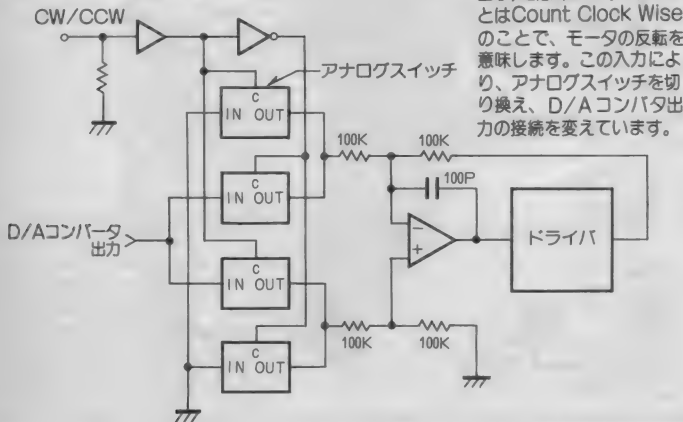 とはCount Clock Wise
のことで、モータの反転を
意味します。この入力によ
り、アナログスイッチを切
り換え、D/Aコンバタ出
力の接続を変えています。
CW/CCW
アナログスイッチ
C
IN OUT
100K
100K
C
IN OUT
100P
D/Aコンバータ
出力
−
+
ドライバ
C
IN OUT
100K
100K
C
IN OUT